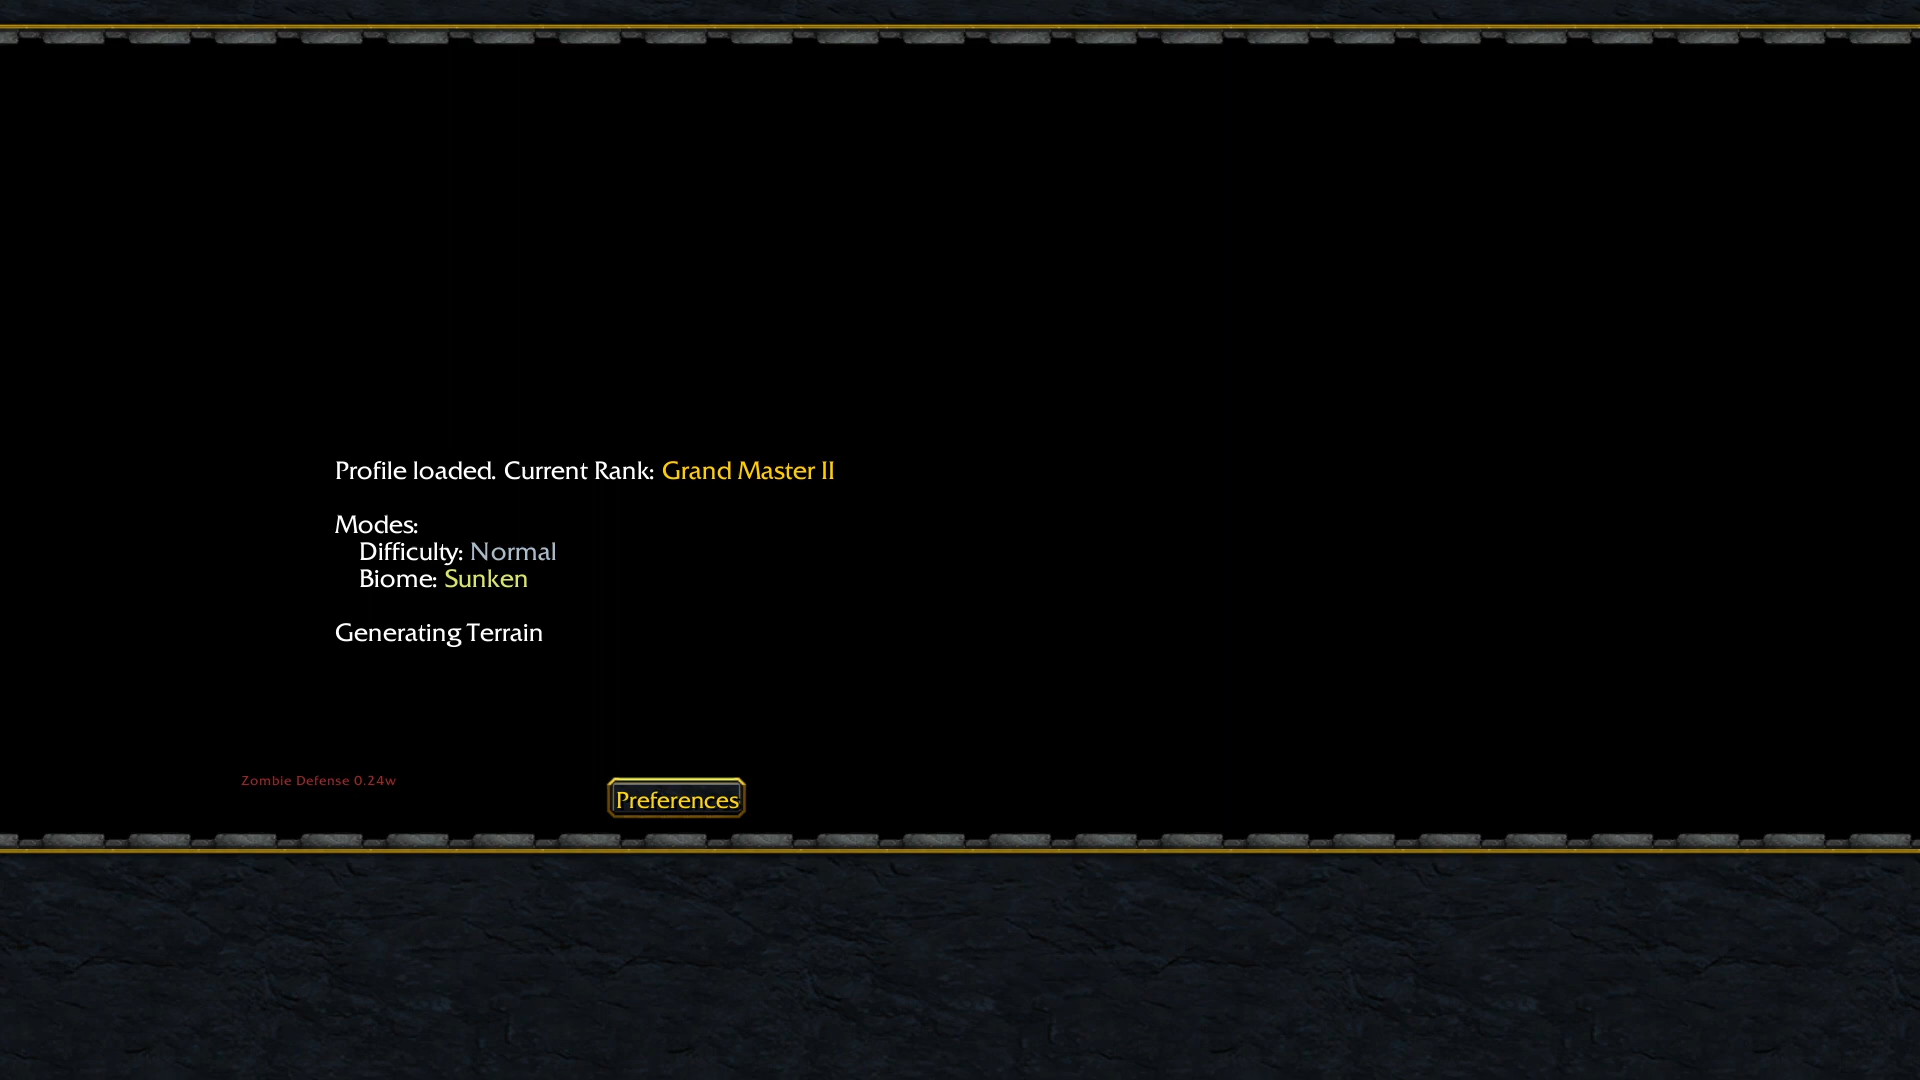 Profile loaded. Current Rank: Grand Master II
Modes:
Difficulty: Normal
Biome: Sunken
Generating Terrain
Zombie Defense 0.24w
Preferences